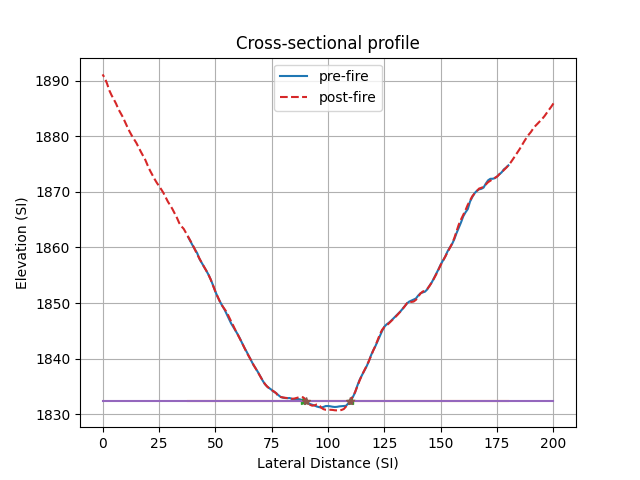 Cross-sectional profile
pre-fire
post-fire
Elevation (SI)
1890
1880
1870
1860
1850
1840
1830
0 25 50 75 100 125 150 175 200
Lateral Distance (SI)